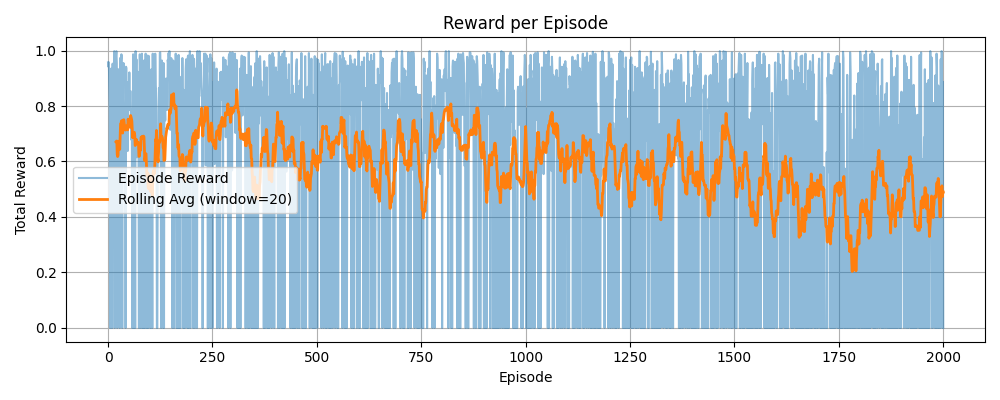 Reward per Episode
Total Reward
1.0
0.8
0.6
0.4
0.2
0.0
Episode Reward
Rolling Avg (window=20)
0 250 500 750 1000 1250 1500 1750 2000
Episode